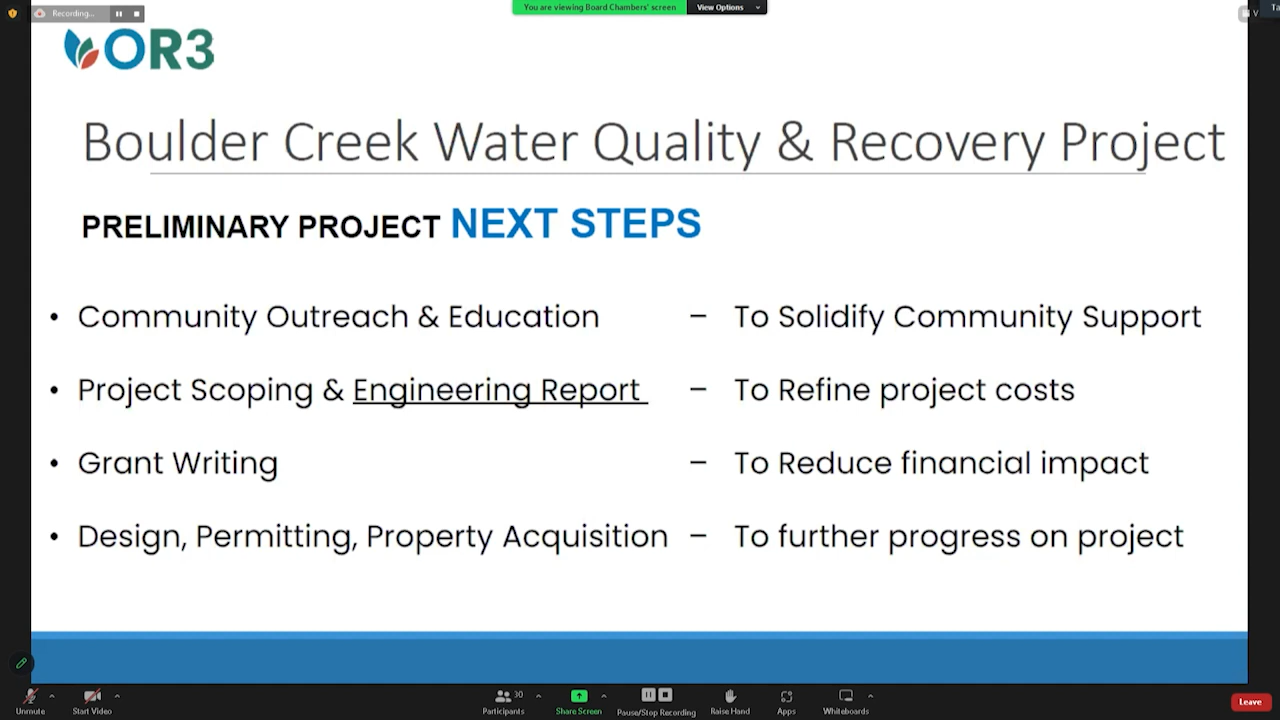 Recording...
You are viewing Board Chambers' screen
View Options
V
Ta
OR3
Boulder Creek Water Quality & Recovery Project
PRELIMINARY PROJECT NEXT STEPS
• Community Outreach & Education – To Solidify Community Support
• Project Scoping & Engineering Report – To Refine project costs
• Grant Writing – To Reduce financial impact
• Design, Permitting, Property Acquisition – To further progress on project
Unmute
Start Video
30
Participants
Share Screen
Pause/Stop Recording
Raise Hand
Apps
Whiteboards
Leave